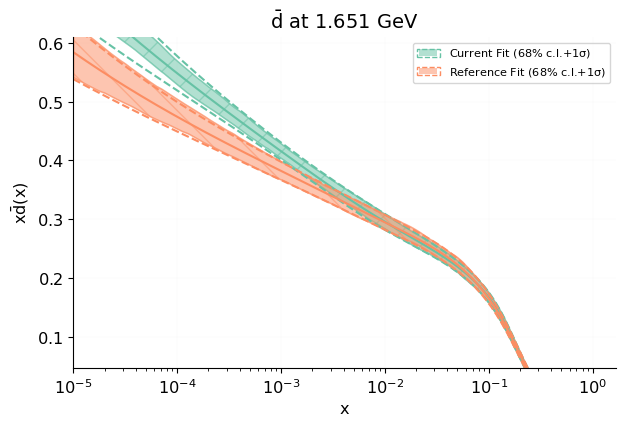 d̄ at 1.651 GeV
Current Fit (68% c.l.+1σ)
Reference Fit (68% c.l.+1σ)
xd̄(x)
0.6
0.5
0.4
0.3
0.2
0.1
10⁻⁵ 10⁻⁴ 10⁻³ 10⁻² 10⁻¹ 10⁰
x